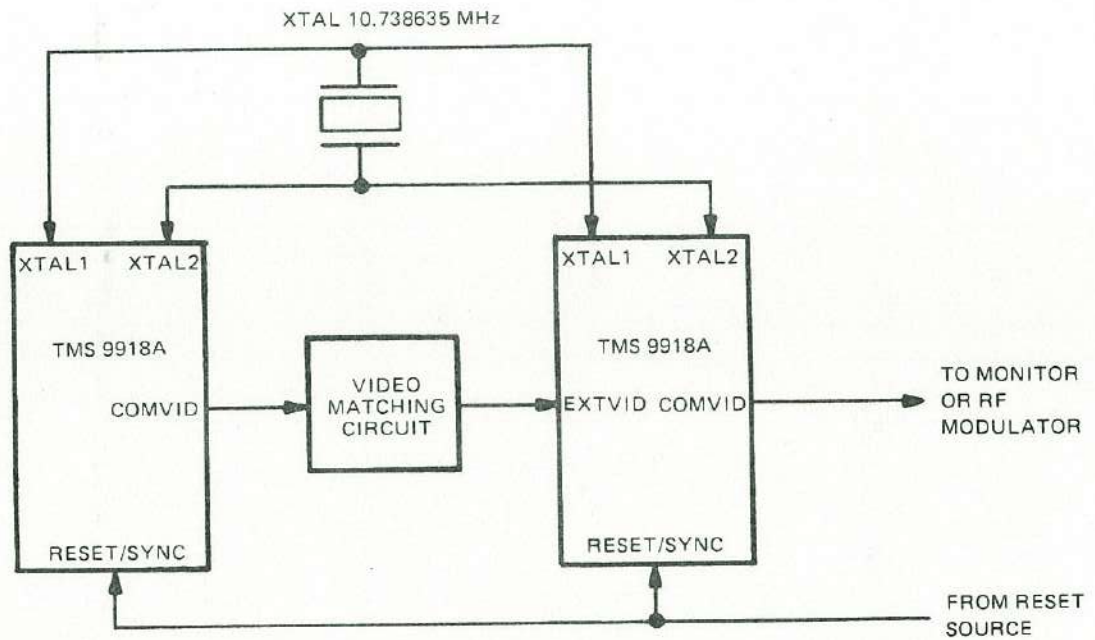 XTAL 10.738635 MHz
XTAL1 XTAL2
XTAL1 XTAL2
TMS 9918A
TMS 9918A
COMVID
VIDEO
MATCHING
CIRCUIT
EXTVID COMVID
TO MONITOR
OR RF
MODULATOR
RESET/SYNC
RESET/SYNC
FROM RESET
SOURCE